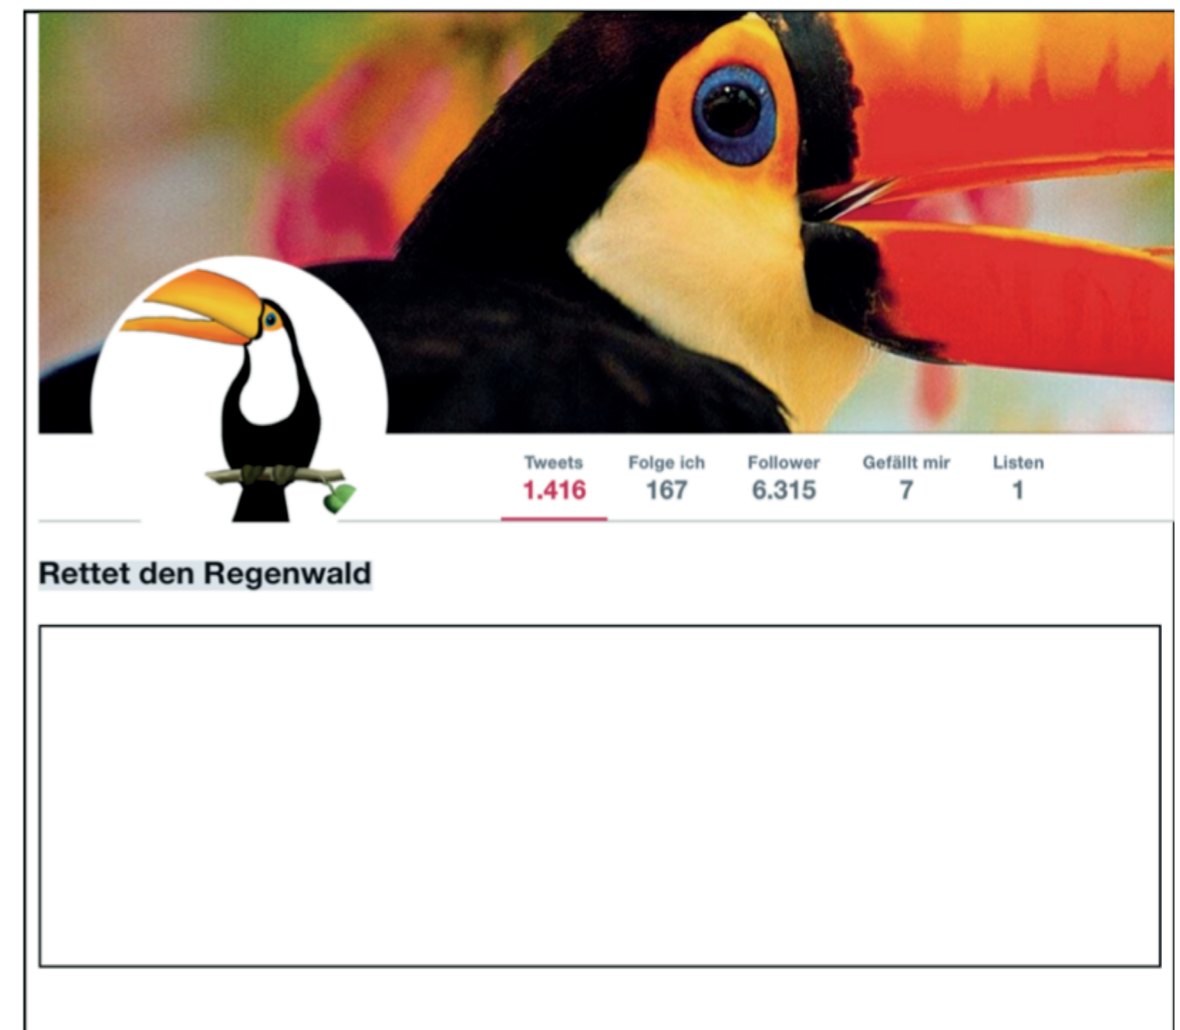 Tweets Folge ich Follower Gefällt mir Listen
1.416 167 6.315 7 1
Rettet den Regenwald